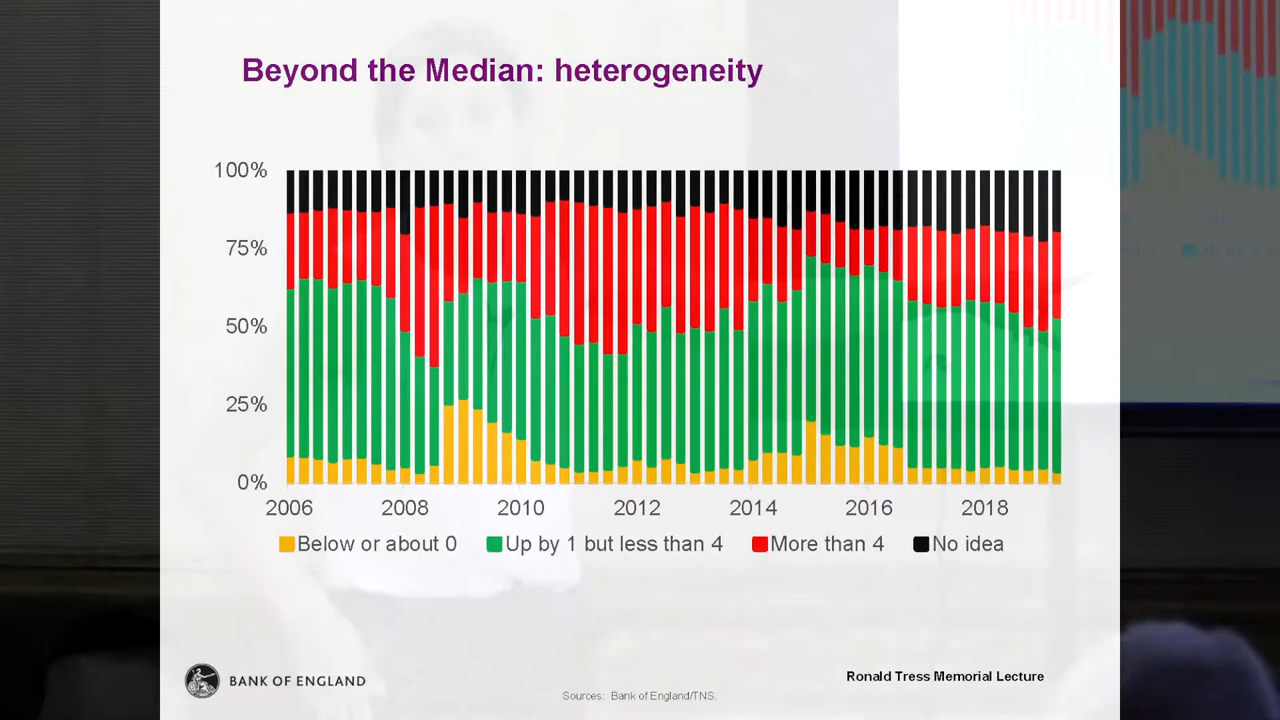 Beyond the Median: heterogeneity
100%
75%
50%
25%
0%
2006 2008 2010 2012 2014 2016 2018
Below or about 0 Up by 1 but less than 4 More than 4 No idea
BANK OF ENGLAND
Ronald Tress Memorial Lecture
Sources: Bank of England/TNS.